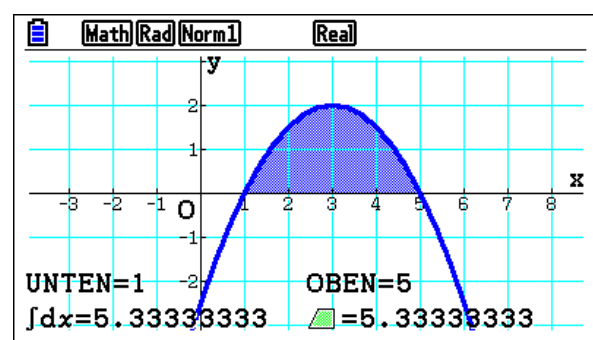 Math Rad Norm1 Real
y
2
1
x
-3 -2 -1 O 1 2 3 4 5 6 7 8
-1
UNTEN=1 -2 OBEN=5
∫dx=5.33333333 =5.33333333